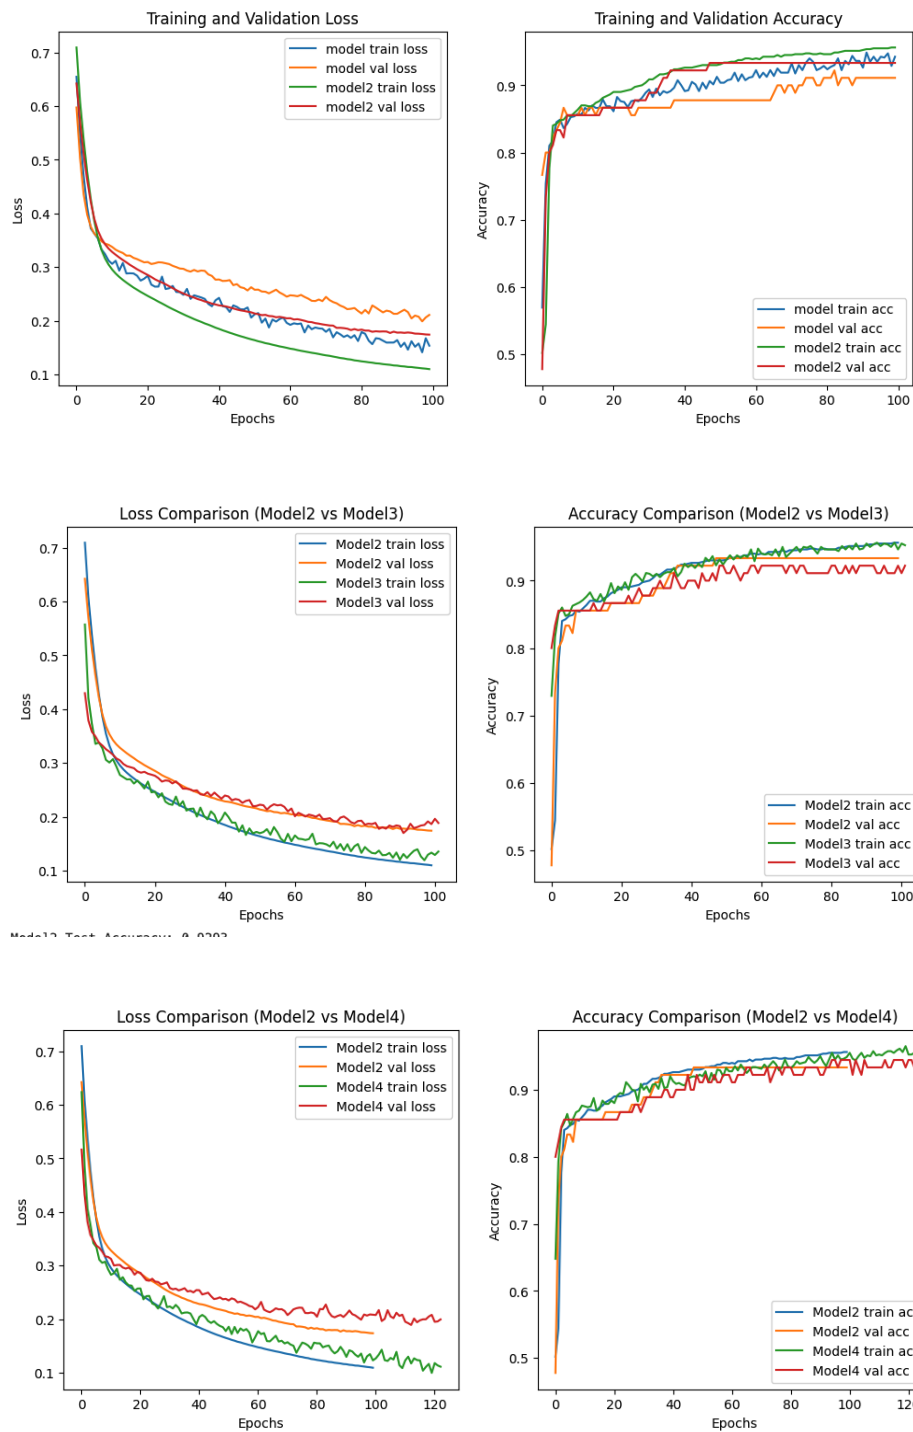 Training and Validation Loss
0.7
0.6
0.5
0.4
0.3
0.2
0.1
Loss
0 20 40 60 80 100
Epochs
model train loss
model val loss
model2 train loss
model2 val loss
Training and Validation Accuracy
0.9
0.8
0.7
0.6
0.5
Accuracy
0 20 40 60 80 100
Epochs
model train acc
model val acc
model2 train acc
model2 val acc
Loss Comparison (Model2 vs Model3)
0.7
0.6
0.5
0.4
0.3
0.2
0.1
Loss
0 20 40 60 80 100
Epochs
Model2 train loss
Model2 val loss
Model3 train loss
Model3 val loss
Accuracy Comparison (Model2 vs Model3)
0.9
0.8
0.7
0.6
0.5
Accuracy
0 20 40 60 80 100
Epochs
Model2 train acc
Model2 val acc
Model3 train acc
Model3 val acc
Model2 Test Accuracy: 0.9293
Loss Comparison (Model2 vs Model4)
0.7
0.6
0.5
0.4
0.3
0.2
0.1
Loss
0 20 40 60 80 100 120
Epochs
Model2 train loss
Model2 val loss
Model4 train loss
Model4 val loss
Accuracy Comparison (Model2 vs Model4)
0.9
0.8
0.7
0.6
0.5
Accuracy
0 20 40 60 80 100
Epochs
Model2 train ac
Model2 val acc
Model4 train ac
Model4 val acc